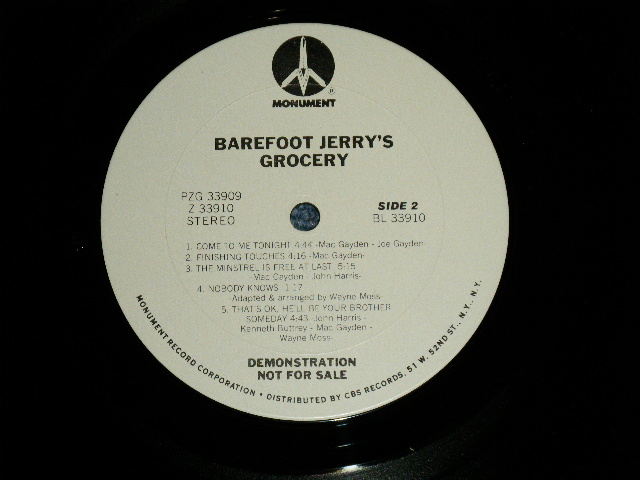 MONUMENT
BAREFOOT JERRY'S
GROCERY
PZG 33909
Z 33910
STEREO
SIDE 2
BL 33910
1. COME TO ME TONIGHT 4:44 -Mac Gayden - Joe Gayden-
2. FINISHING TOUCHES 4:16 -Mac Gayden-
3. THE MINSTREL IS FREE AT LAST 5:15
-Mac Gayden - John Harris-
4. NOBODY KNOWS 1:17
-Adapted & arranged by Wayne Moss-
5. THAT'S OK, HE'LL BE YOUR BROTHER
SOMEDAY 4:43 -John Harris -
Kenneth Buttrey - Mac Gayden -
Wayne Moss-
DEMONSTRATION
NOT FOR SALE
MONUMENT RECORD CORPORATION • DISTRIBUTED BY CBS RECORDS, 51 W. 52ND ST., N.Y., N.Y.